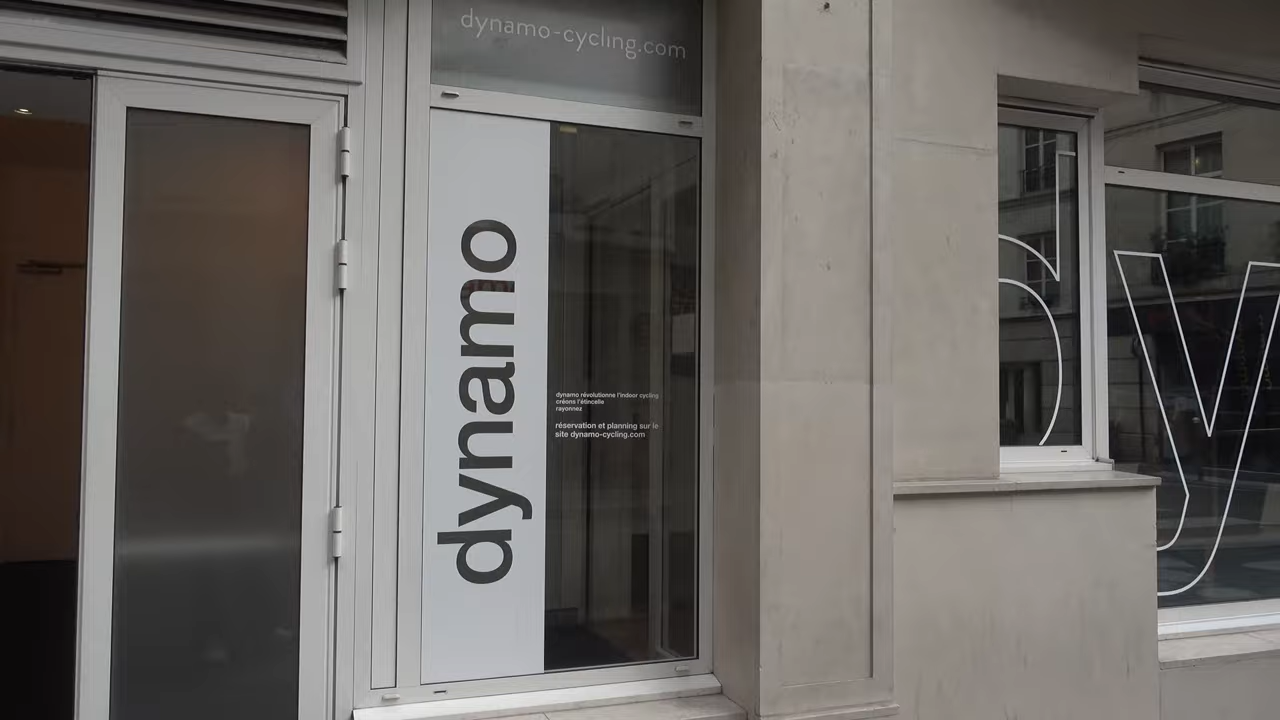 dynamo-cycling.com
dynamo
dynamo révolutionne l'indoor cycling
créons l'étincelle
rayonnez
réservation et planning sur le
site dynamo-cycling.com
dy